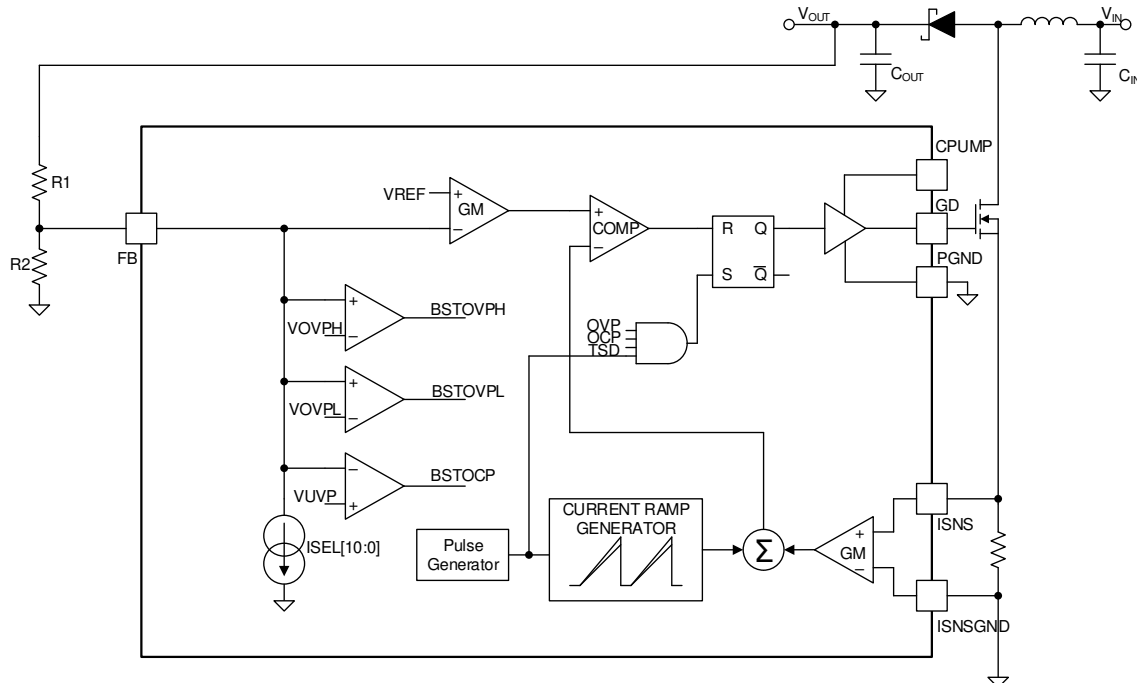 VOUT
VIN
COUT
CIN
CPUMP
R1
VREF
+
GM
−
+
COMP
−
R Q
S Q̅
GD
FB
R2
PGND
+
VOVPH
−
BSTOVPH
OVP
OCP
TSD
+
VOVPL
−
BSTOVPL
−
VUVP
+
BSTOCP
ISEL[10:0]
Pulse
Generator
CURRENT RAMP
GENERATOR
Σ
+
GM
−
ISNS
ISNSGND